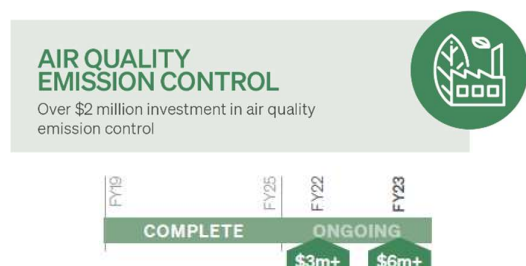 AIR QUALITY
EMISSION CONTROL
Over $2 million investment in air quality
emission control
FY19 FY25 FY22 FY23
COMPLETE ONGOING
$3m+ $6m+